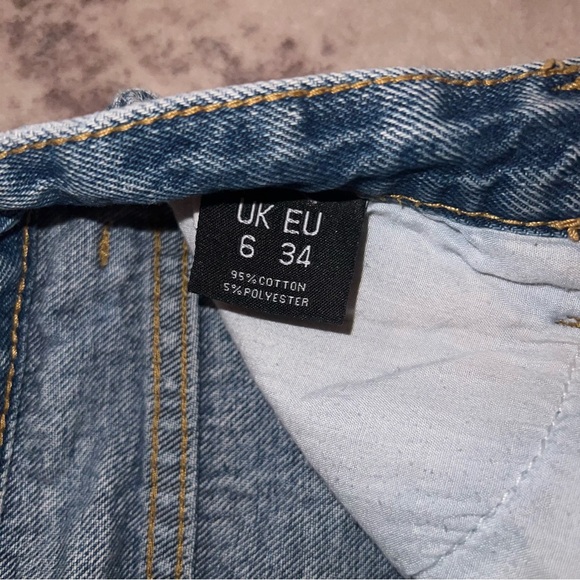 UK EU
6 34
95% COTTON
5% POLYESTER